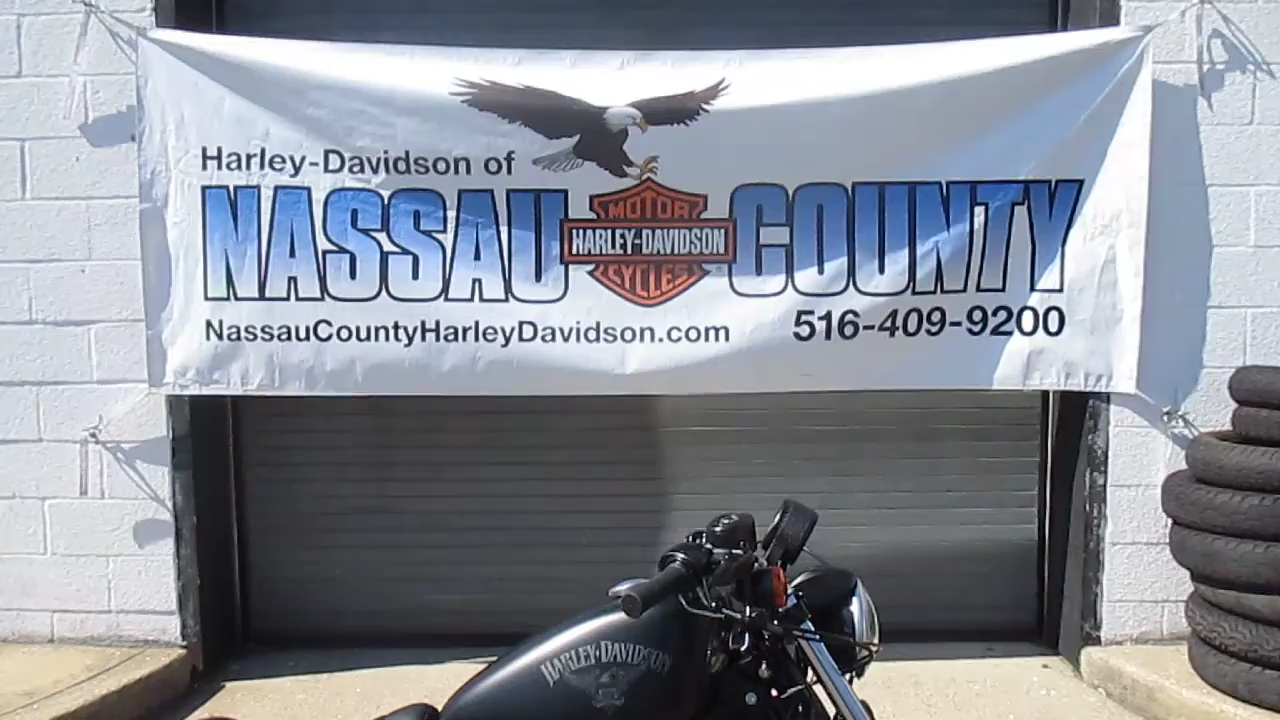 Harley-Davidson of
NASSAU COUNTY
MOTOR
HARLEY-DAVIDSON
CYCLES
NassauCountyHarleyDavidson.com
516-409-9200
HARLEY-DAVIDSON